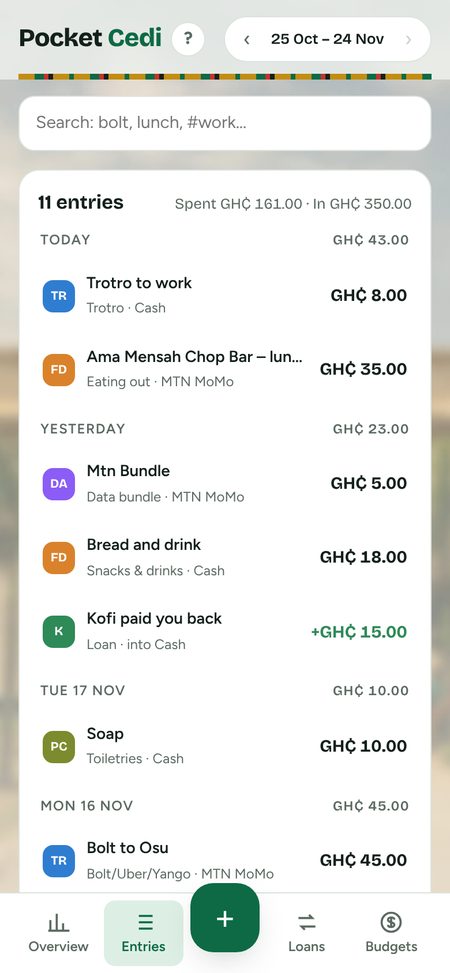 Pocket Cedi
?
‹ 25 Oct – 24 Nov ›
Search: bolt, lunch, #work...
11 entries
Spent GH₵ 161.00 · In GH₵ 350.00
TODAY GH₵ 43.00
TR
Trotro to work
Trotro · Cash
GH₵ 8.00
FD
Ama Mensah Chop Bar – lun...
Eating out · MTN MoMo
GH₵ 35.00
YESTERDAY GH₵ 23.00
DA
Mtn Bundle
Data bundle · MTN MoMo
GH₵ 5.00
FD
Bread and drink
Snacks & drinks · Cash
GH₵ 18.00
K
Kofi paid you back
Loan · into Cash
+GH₵ 15.00
TUE 17 NOV GH₵ 10.00
PC
Soap
Toiletries · Cash
GH₵ 10.00
MON 16 NOV GH₵ 45.00
TR
Bolt to Osu
Bolt/Uber/Yango · MTN MoMo
GH₵ 45.00
+
Overview
Entries
Loans
Budgets